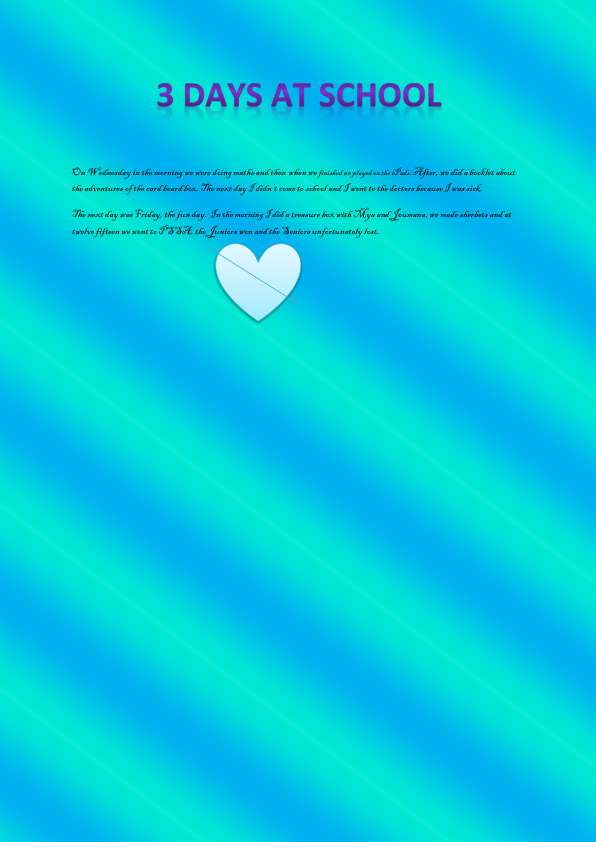 3 DAYS AT SCHOOL
On Wednesday in the morning we were doing maths and then when we finished we played on the iPads. After, we did a booklet about
the adventures of the card board box. The next day I didn't come to school and I went to the doctors because I was sick.
The next day was Friday, the fun day. In the morning I did a treasure box with Mya and Joumana, we made sherbets and at
twelve fifteen we went to PSSA, the Juniors won and the Seniors unfortunately lost.